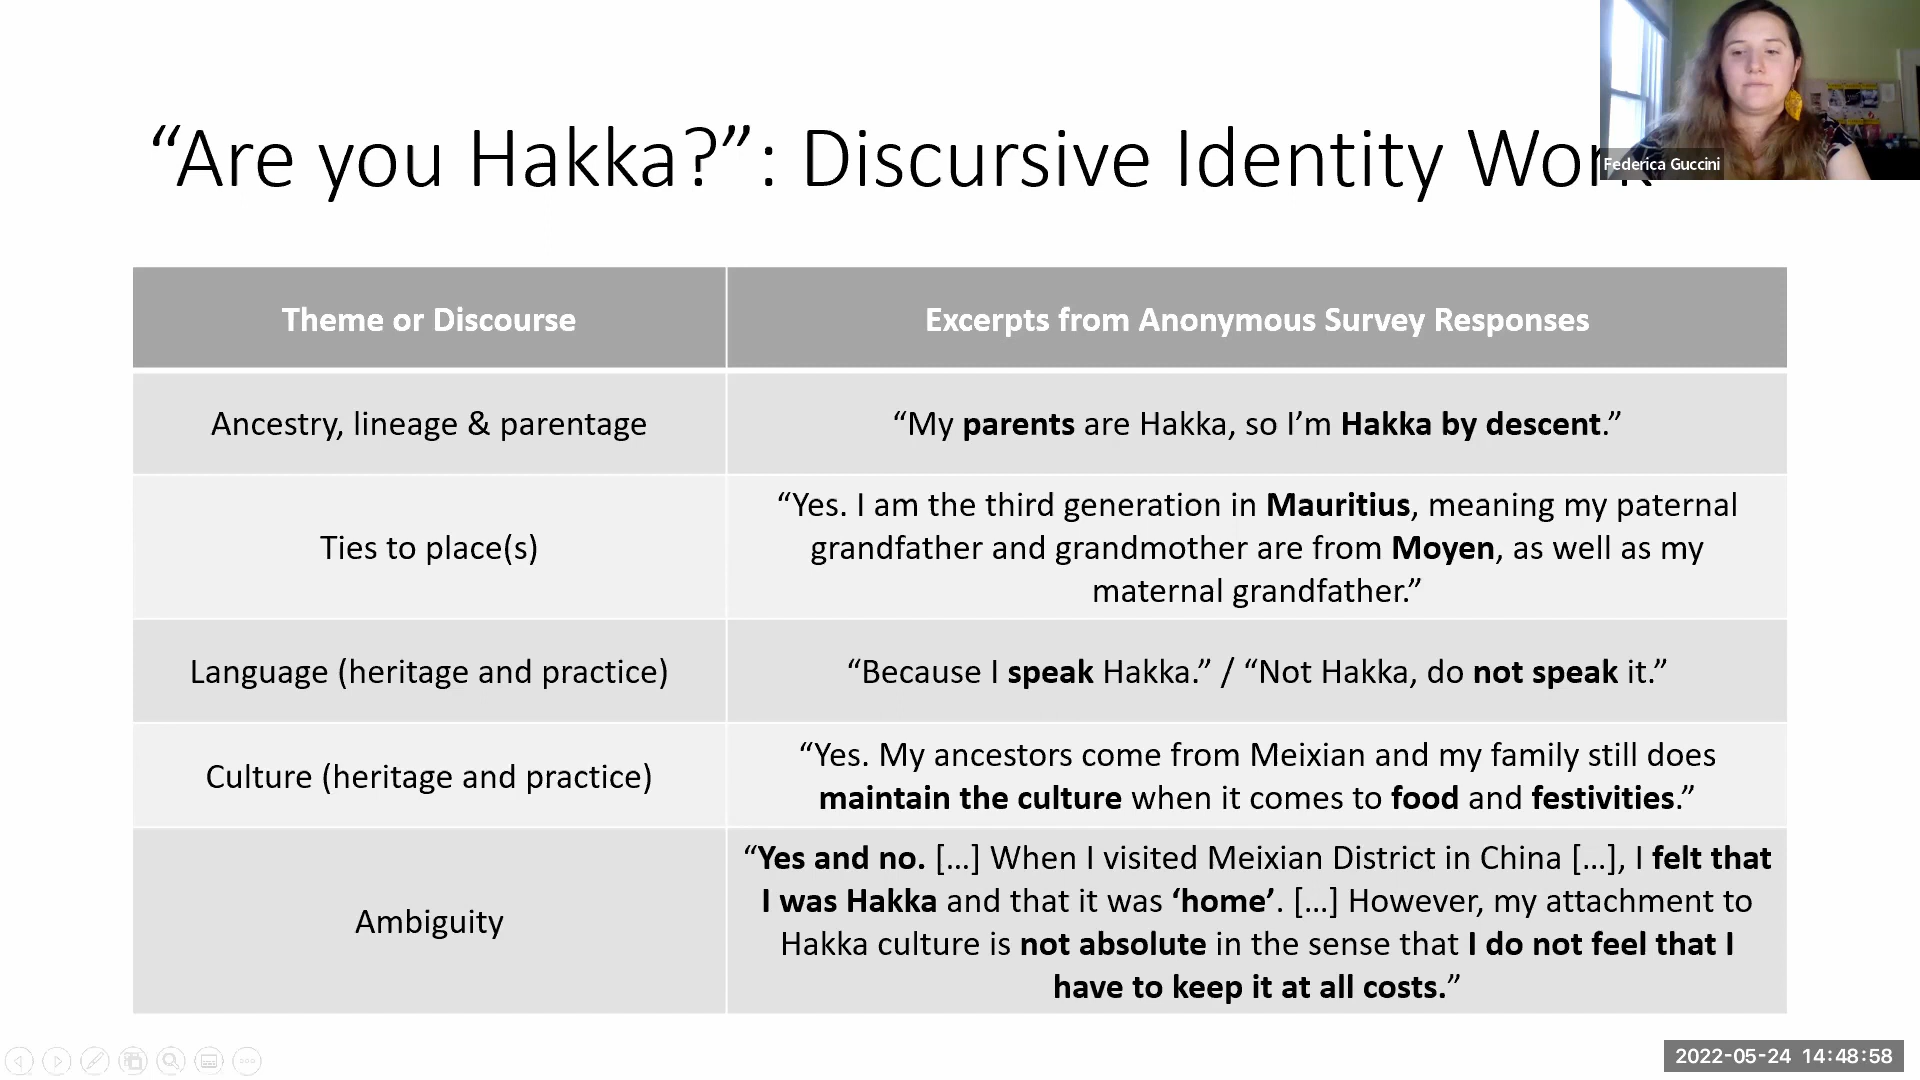 “Are you Hakka?”: Discursive Identity Work
Federica Guccini
Theme or Discourse
Excerpts from Anonymous Survey Responses
Ancestry, lineage & parentage
“My parents are Hakka, so I’m Hakka by descent.”
Ties to place(s)
“Yes. I am the third generation in Mauritius, meaning my paternal
grandfather and grandmother are from Moyen, as well as my
maternal grandfather.”
Language (heritage and practice)
“Because I speak Hakka.” / “Not Hakka, do not speak it.”
Culture (heritage and practice)
“Yes. My ancestors come from Meixian and my family still does
maintain the culture when it comes to food and festivities.”
Ambiguity
“Yes and no. […] When I visited Meixian District in China […], I felt that
I was Hakka and that it was ‘home’. […] However, my attachment to
Hakka culture is not absolute in the sense that I do not feel that I
have to keep it at all costs.”
2022-05-24 14:48:58